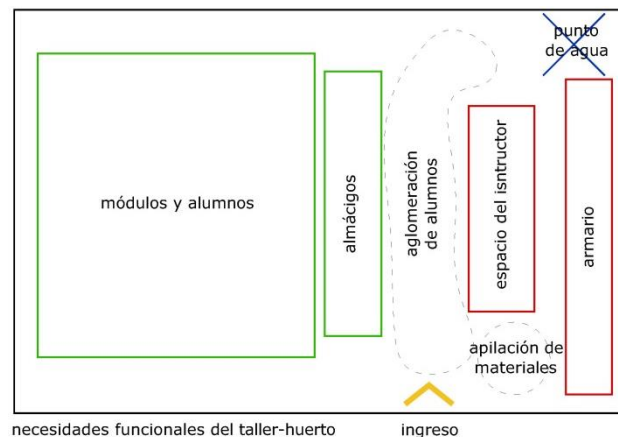 punto
de agua
módulos y alumnos
almácigos
aglomeración
de alumnos
espacio del isntructor
armario
apilación de
materiales
necesidades funcionales del taller-huerto
ingreso